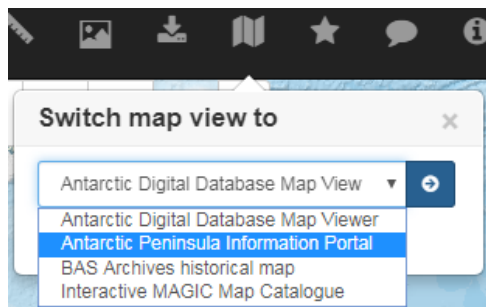 Switch map view to
×
Antarctic Digital Database Map View
Antarctic Digital Database Map Viewer
Antarctic Peninsula Information Portal
BAS Archives historical map
Interactive MAGIC Map Catalogue